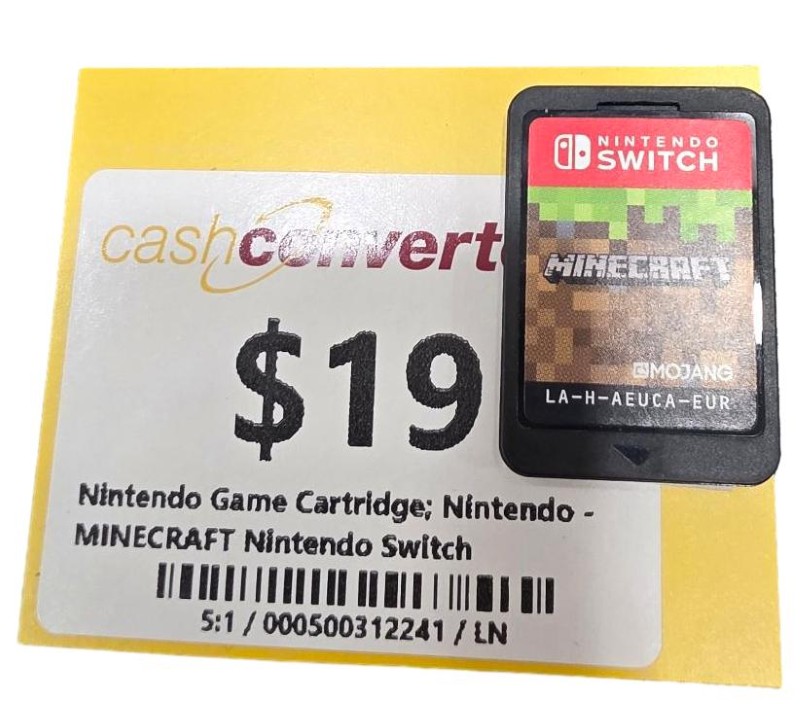 cashconverte
$19
Nintendo Game Cartridge; Nintendo -
MINECRAFT Nintendo Switch
5:1 / 000500312241 / LN
NINTENDO
SWITCH
MINECRAFT
MOJANG
LA-H-AEUCA-EUR